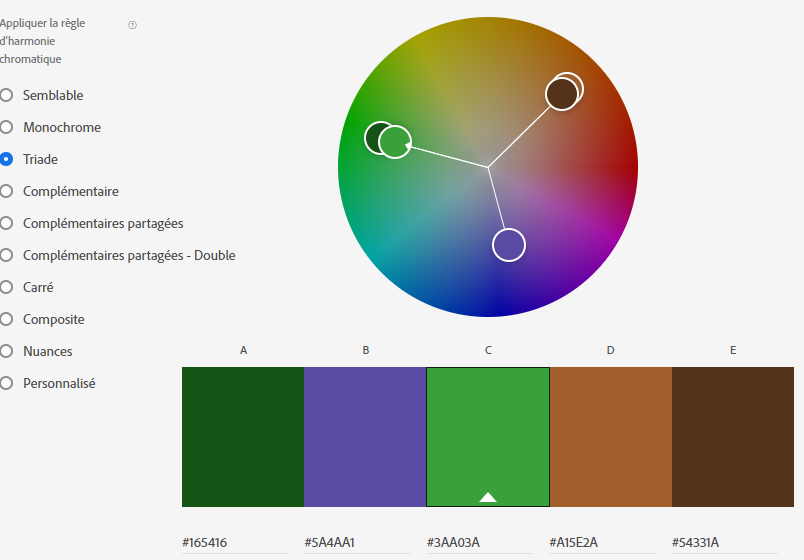 Appliquer la règle
d'harmonie
chromatique
Semblable
Monochrome
Triade
Complémentaire
Complémentaires partagées
Complémentaires partagées - Double
Carré
Composite
Nuances
Personnalisé
A B C D E
#165416 #5A4AA1 #3AA03A #A15E2A #54331A